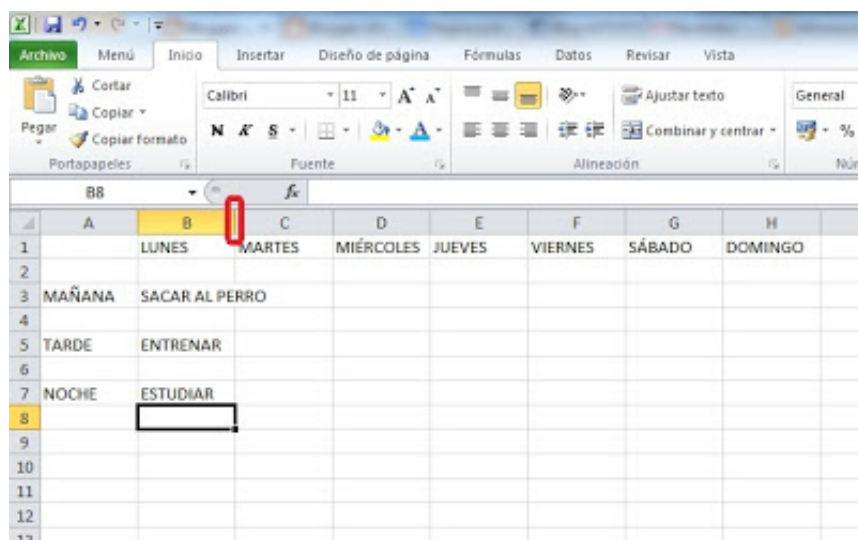 Archivo Menú Inicio Insertar Diseño de página Fórmulas Datos Revisar Vista
Cortar
Copiar
Copiar formato
Pegar
Portapapeles
Calibri 11 A A
N K S A
Fuente
Ajustar texto
Combinar y centrar
Alineación
General
%
Núm
B8 fx
A B C D E F G H
1 LUNES MARTES MIÉRCOLES JUEVES VIERNES SÁBADO DOMINGO
2
3 MAÑANA SACAR AL PERRO
4
5 TARDE ENTRENAR
6
7 NOCHE ESTUDIAR
8
9
10
11
12
13